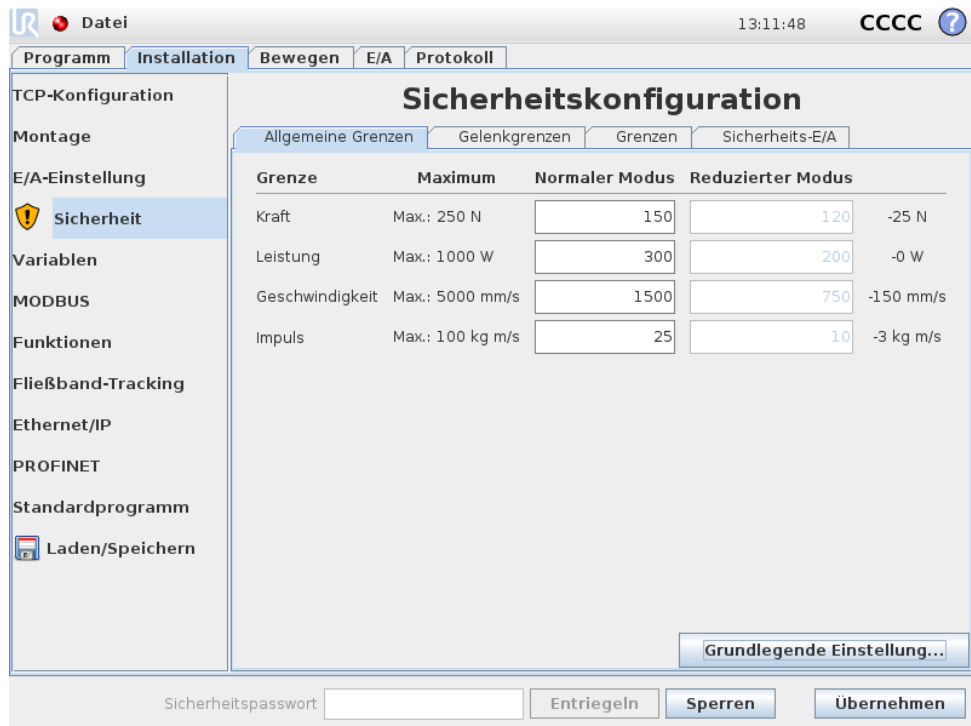 UR Datei 13:11:48 CCCC ?
Programm Installation Bewegen E/A Protokoll
TCP-Konfiguration
Montage
E/A-Einstellung
Sicherheit
Variablen
MODBUS
Funktionen
Fließband-Tracking
Ethernet/IP
PROFINET
Standardprogramm
Laden/Speichern
Sicherheitskonfiguration
Allgemeine Grenzen Gelenkgrenzen Grenzen Sicherheits-E/A
Grenze Maximum Normaler Modus Reduzierter Modus
Kraft Max.: 250 N 150 120 -25 N
Leistung Max.: 1000 W 300 200 -0 W
Geschwindigkeit Max.: 5000 mm/s 1500 750 -150 mm/s
Impuls Max.: 100 kg m/s 25 10 -3 kg m/s
Grundlegende Einstellung...
Sicherheitspasswort Entriegeln Sperren Übernehmen